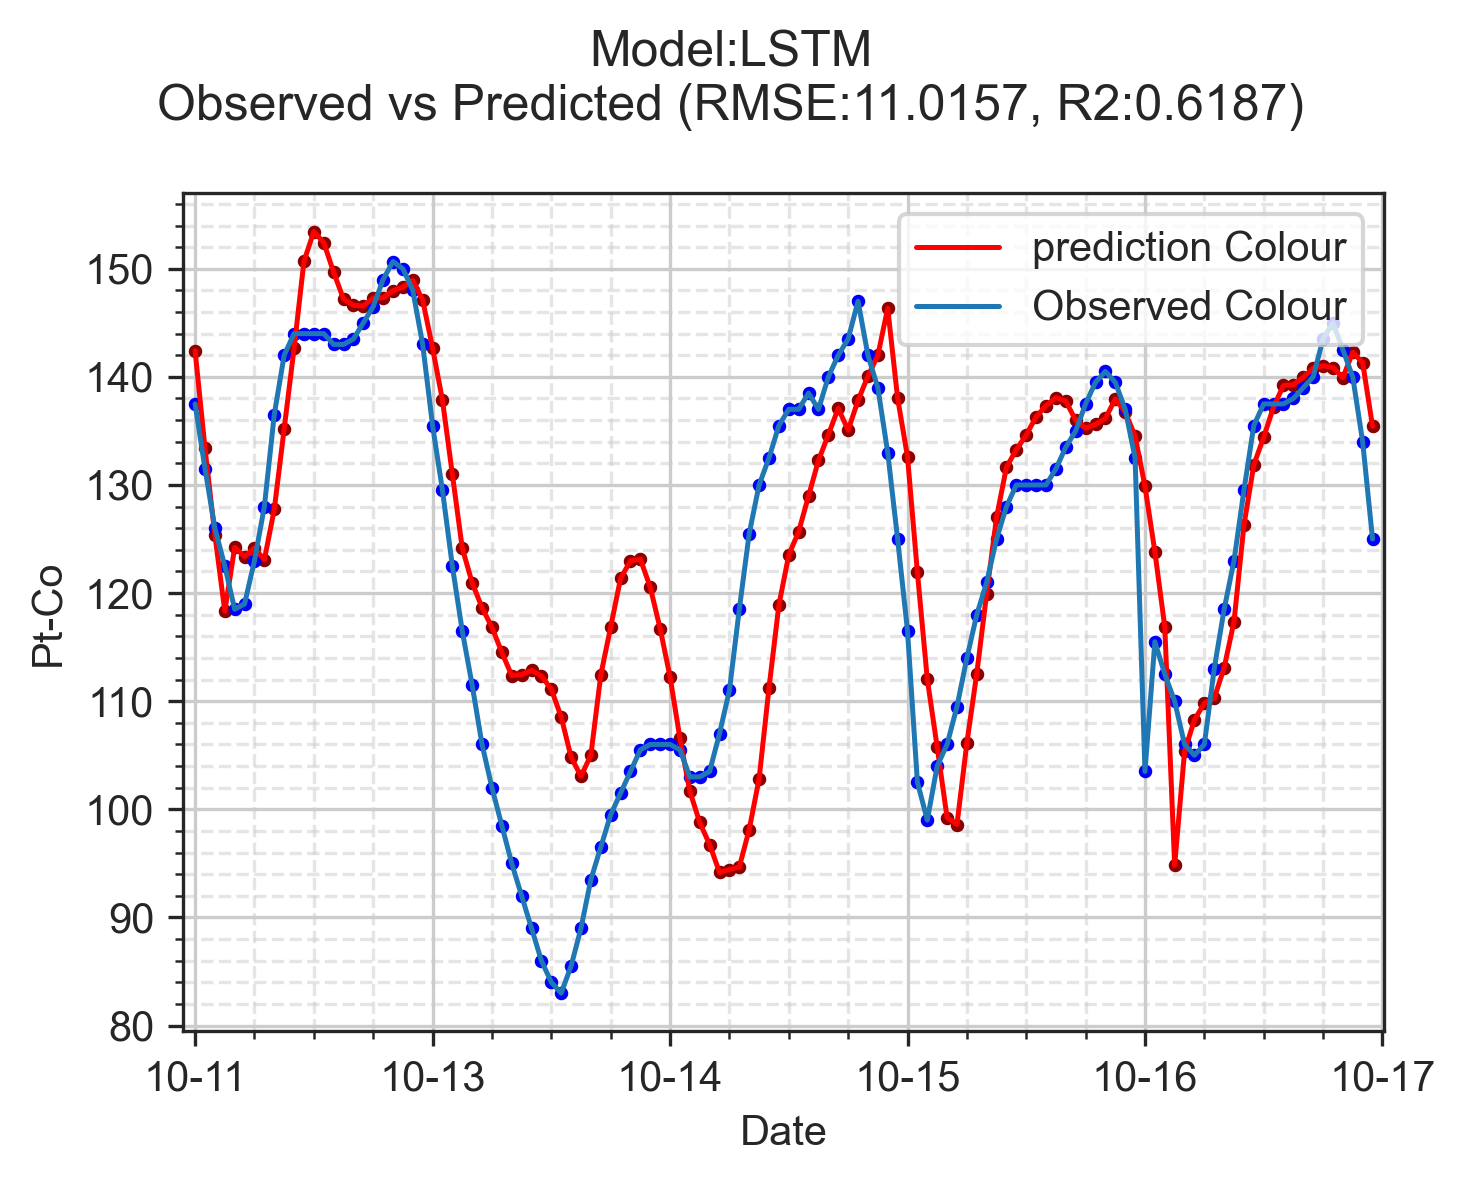 Model:LSTM
Observed vs Predicted (RMSE:11.0157, R2:0.6187)
prediction Colour
Observed Colour
150
140
130
120
110
100
90
80
Pt-Co
10-11 10-13 10-14 10-15 10-16 10-17
Date